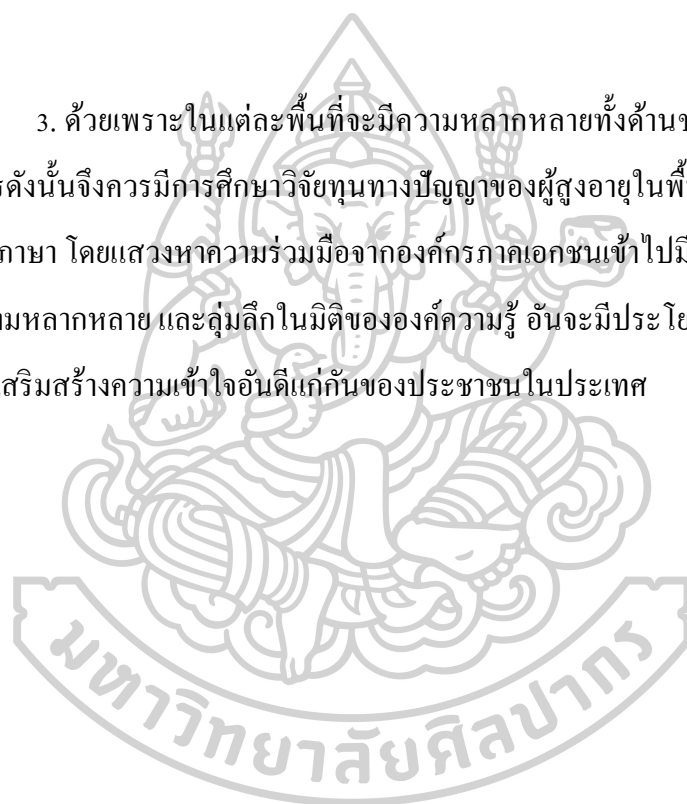 3. ด้วยเพราะในแต่ละพื้นที่จะมีความหลากหลายทั้งด้าน
ดังนั้นจึงควรมีการศึกษาวิจัยทุนทางปัญญาของผู้สูงอายุในพื้
ภาษา โดยแสวงหาความร่วมมือจากองค์กรภาคเอกชนเข้าไปมี
ามหลากหลาย และลุ่มลึกในมิติขององค์ความรู้ อันจะมีประโย
เสริมสร้างความเข้าใจอันดีแก่กันของประชาชนในประเทศ
มหาวิทยาลัยศิลปากร